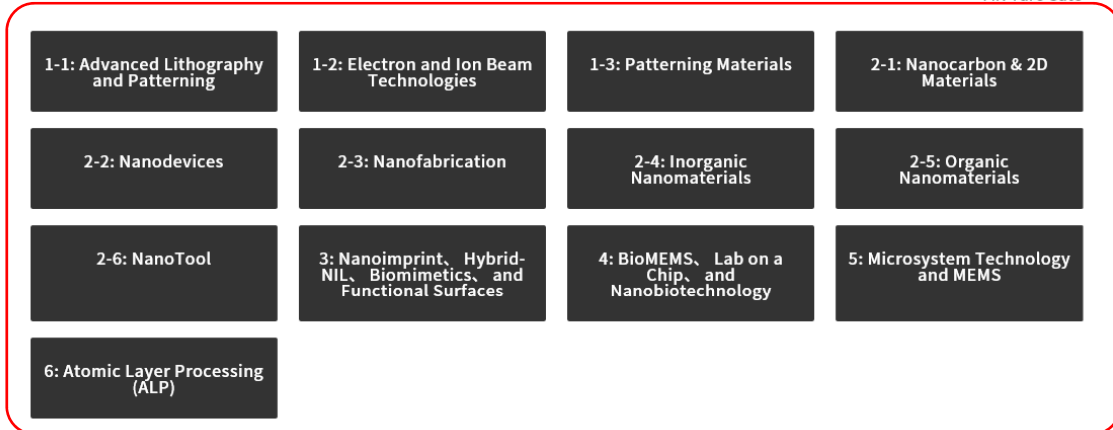 1-1: Advanced Lithography
and Patterning
1-2: Electron and Ion Beam
Technologies
1-3: Patterning Materials
2-1: Nanocarbon & 2D
Materials
2-2: Nanodevices
2-3: Nanofabrication
2-4: Inorganic
Nanomaterials
2-5: Organic
Nanomaterials
2-6: NanoTool
3: Nanoimprint、 Hybrid-
NIL、 Biomimetics、 and
Functional Surfaces
4: BioMEMS、 Lab on a
Chip、 and
Nanobiotechnology
5: Microsystem Technology
and MEMS
6: Atomic Layer Processing
(ALP)